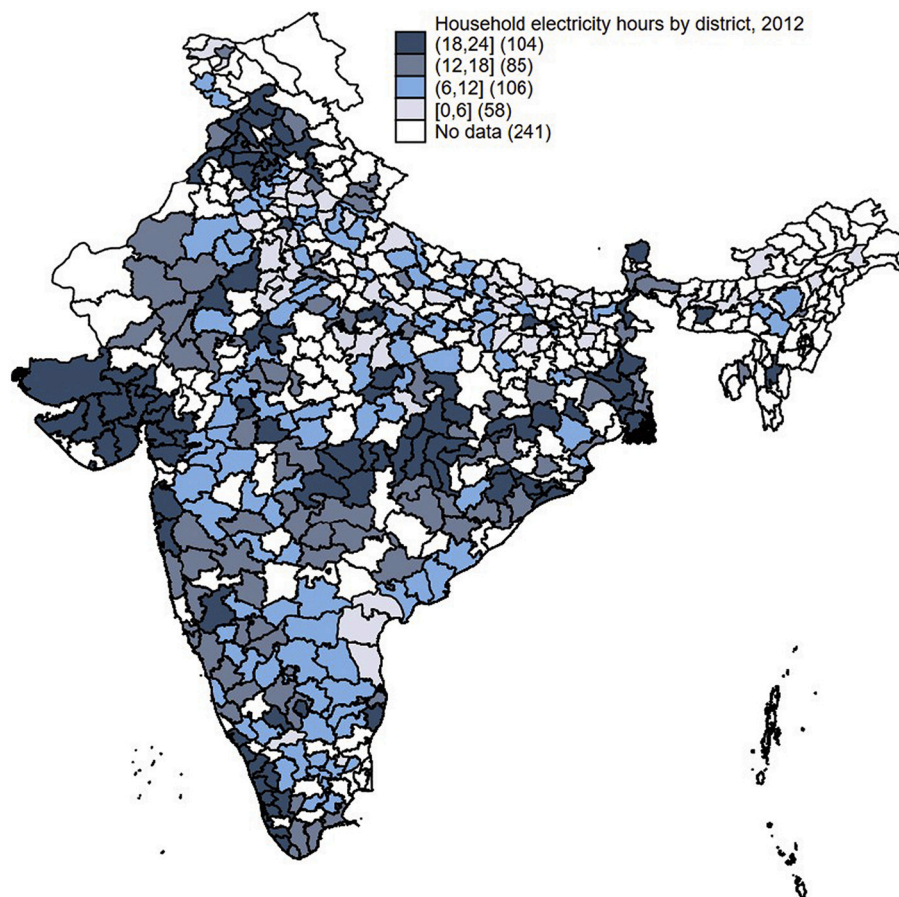 Household electricity hours by district, 2012
(18,24] (104)
(12,18] (85)
(6,12] (106)
[0,6] (58)
No data (241)